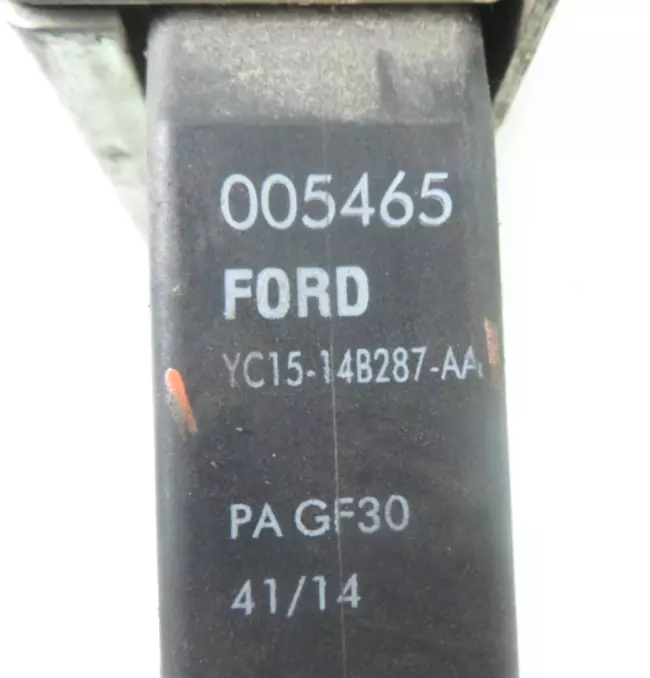 005465
FORD
YC15-14B287-AA
PA GF30
41/14